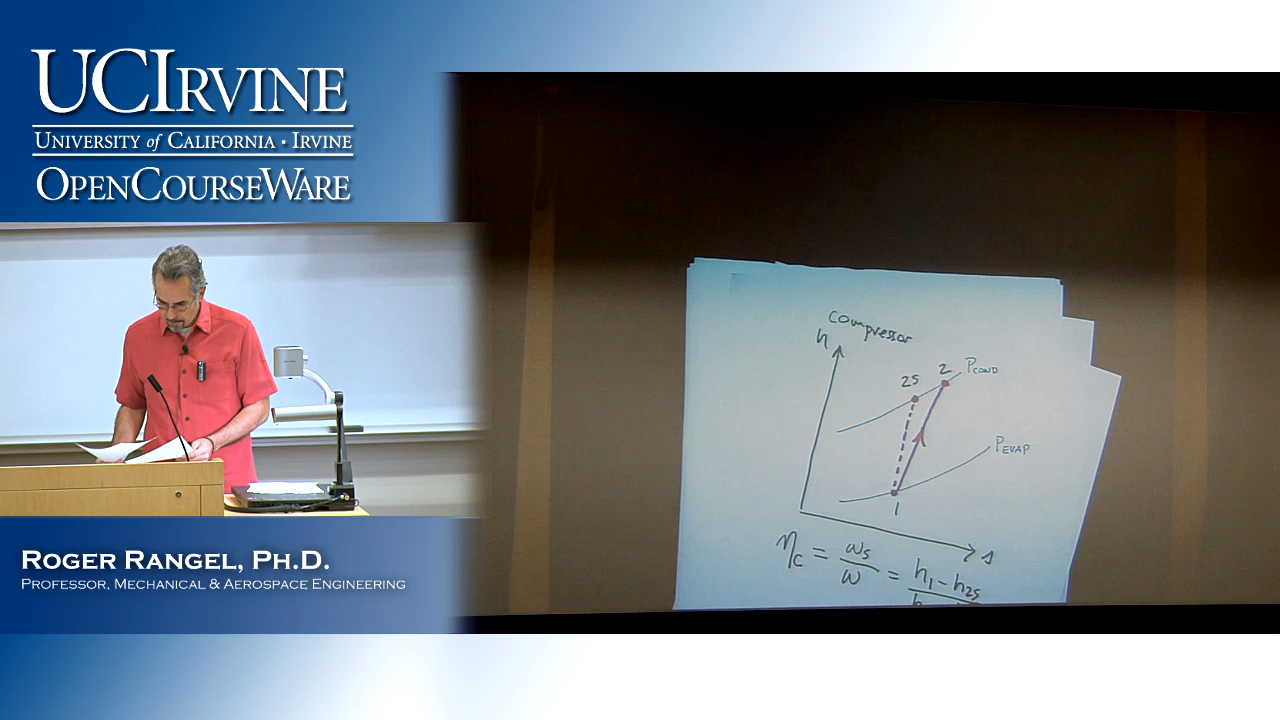 UCIRVINE
UNIVERSITY of CALIFORNIA · IRVINE
OPENCOURSEWARE
compressor
h
2s
2
PCOND
PEVAP
1
s
ηc = ws/w = h1-h2s
ROGER RANGEL, PH.D.
PROFESSOR, MECHANICAL & AEROSPACE ENGINEERING